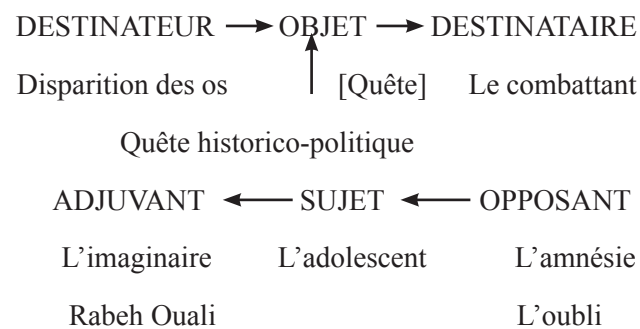 DESTINATEUR OBJET DESTINATAIRE
Disparition des os [Quête] Le combattant
Quête historico-politique
ADJUVANT SUJET OPPOSANT
L’imaginaire L’adolescent L’amnésie
Rabeh Ouali L’oubli